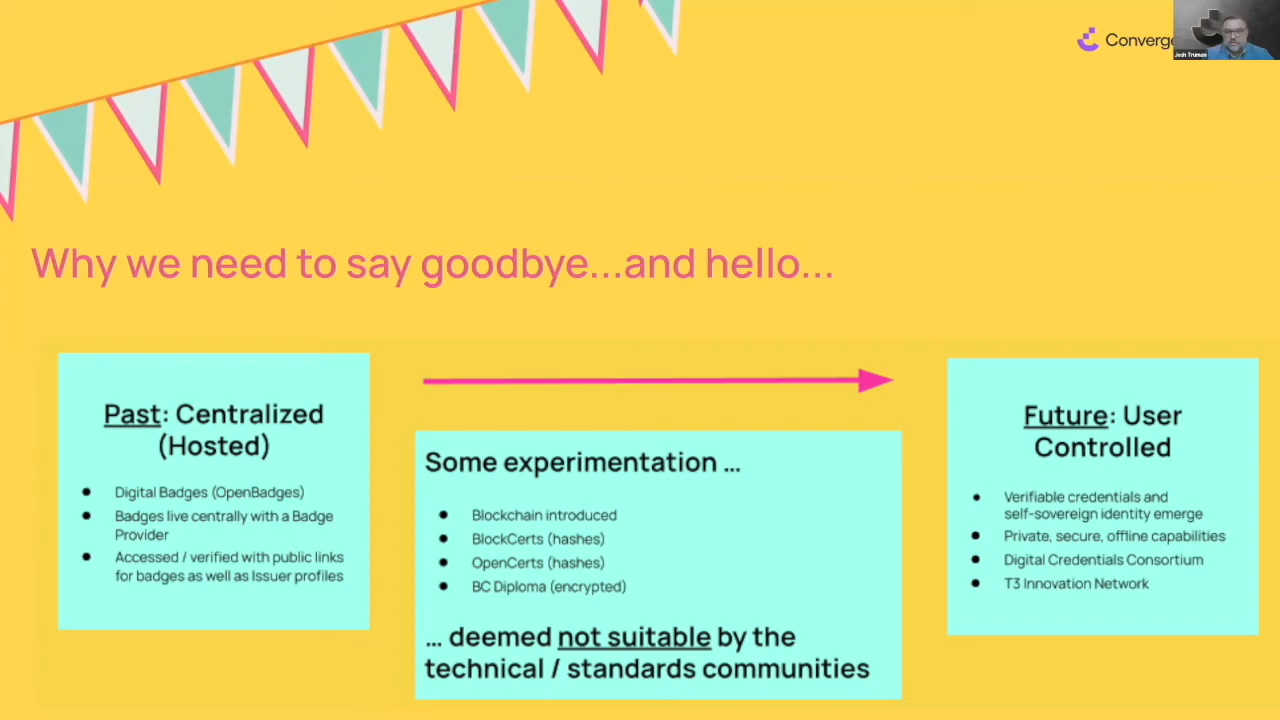 Converge
Josh Truman
Why we need to say goodbye...and hello...
Past: Centralized
(Hosted)
● Digital Badges (OpenBadges)
● Badges live centrally with a Badge
Provider
● Accessed / verified with public links
for badges as well as Issuer profiles
Some experimentation ...
● Blockchain introduced
● BlockCerts (hashes)
● OpenCerts (hashes)
● BC Diploma (encrypted)
... deemed not suitable by the
technical / standards communities
Future: User
Controlled
● Verifiable credentials and
self-sovereign identity emerge
● Private, secure, offline capabilities
● Digital Credentials Consortium
● T3 Innovation Network